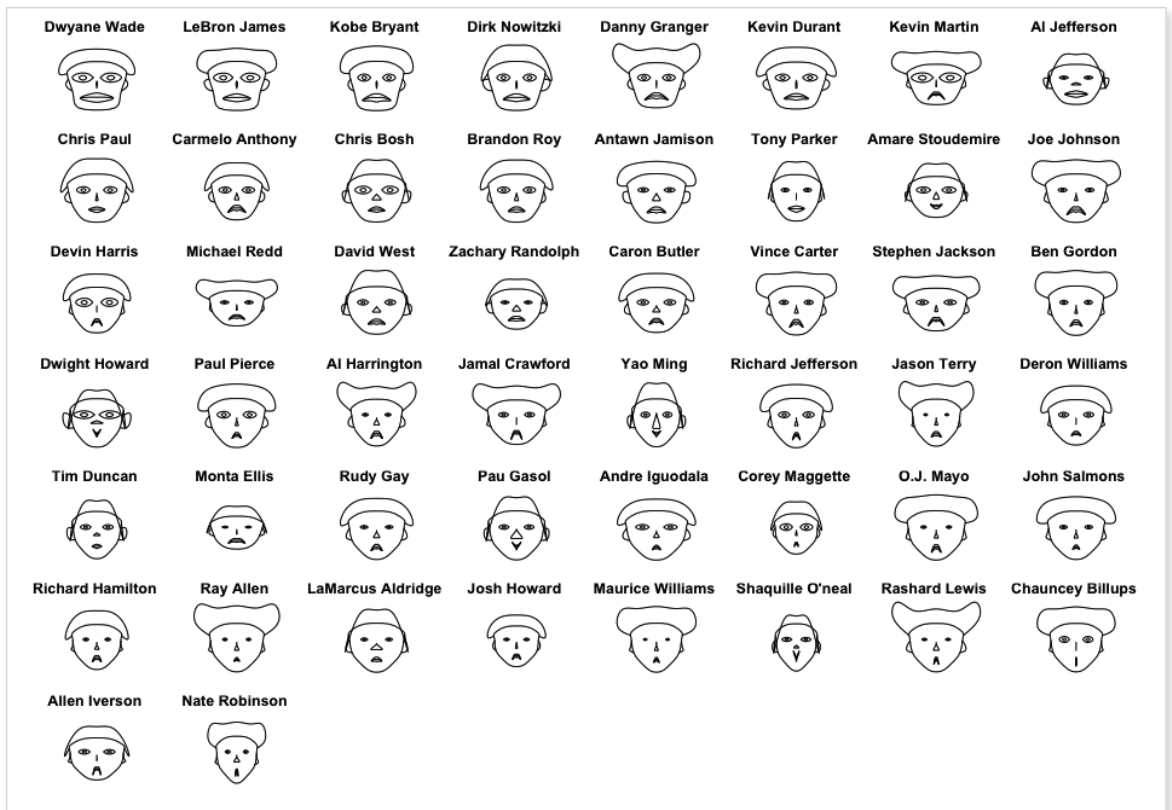 Dwyane Wade LeBron James Kobe Bryant Dirk Nowitzki Danny Granger Kevin Durant Kevin Martin Al Jefferson
Chris Paul Carmelo Anthony Chris Bosh Brandon Roy Antawn Jamison Tony Parker Amare Stoudemire Joe Johnson
Devin Harris Michael Redd David West Zachary Randolph Caron Butler Vince Carter Stephen Jackson Ben Gordon
Dwight Howard Paul Pierce Al Harrington Jamal Crawford Yao Ming Richard Jefferson Jason Terry Deron Williams
Tim Duncan Monta Ellis Rudy Gay Pau Gasol Andre Iguodala Corey Maggette O.J. Mayo John Salmons
Richard Hamilton Ray Allen LaMarcus Aldridge Josh Howard Maurice Williams Shaquille O'neal Rashard Lewis Chauncey Billups
Allen Iverson Nate Robinson